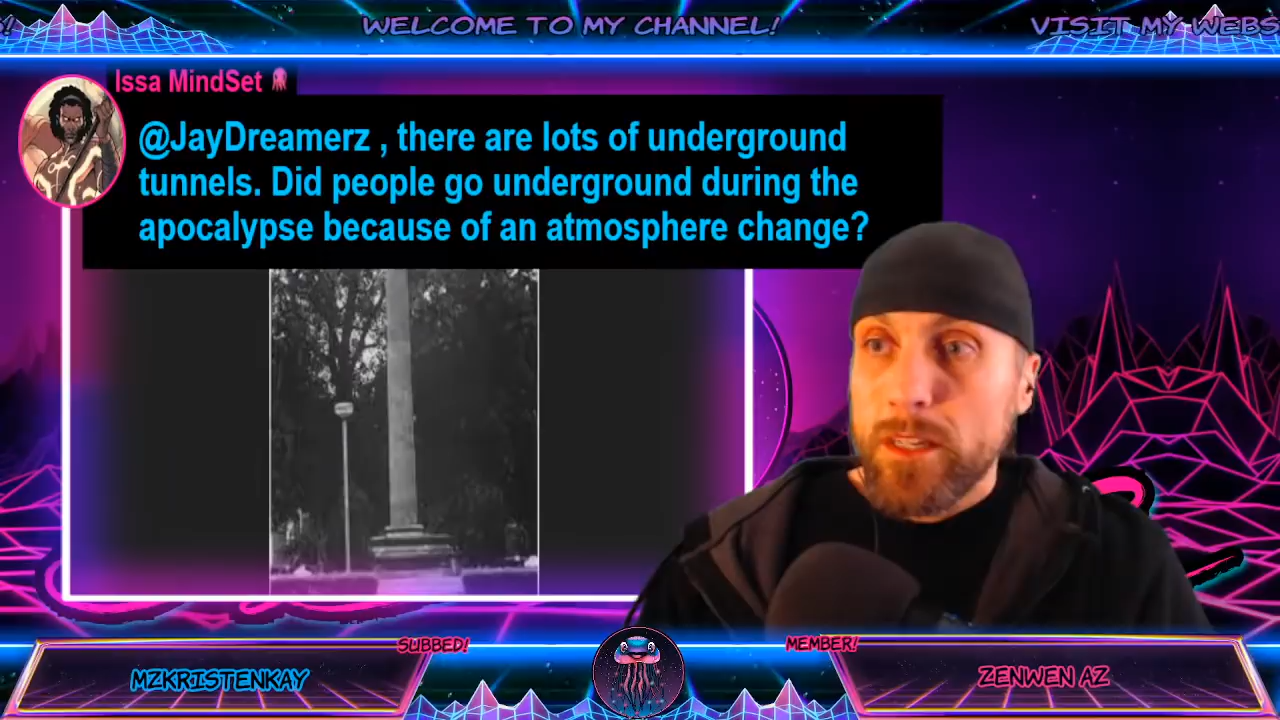 WELCOME TO MY CHANNEL!
VISIT MY WEBS
Issa MindSet
@JayDreamerz , there are lots of underground
tunnels. Did people go underground during the
apocalypse because of an atmosphere change?
SUBBED!
MZKRISTENKAY
MEMBER!
ZENWEN AZ